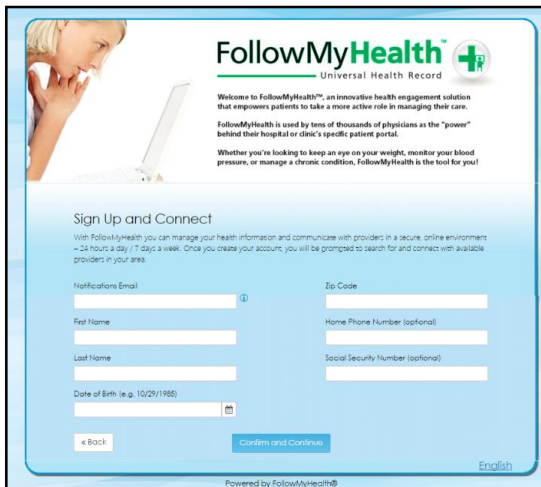 FollowMyHealth™
Universal Health Record
Welcome to FollowMyHealth™, an innovative health engagement solution
that empowers patients to take a more active role in managing their care.
FollowMyHealth is used by tens of thousands of physicians as the "power"
behind their hospital or clinic's specific patient portal.
Whether you're looking to keep an eye on your weight, monitor your blood
pressure, or manage a chronic condition, FollowMyHealth is the tool for you!
Sign Up and Connect
With FollowMyHealth you can manage your health information and communicate with providers in a secure, online environment
– 24 hours a day / 7 days a week. Once you create your account, you will be prompted to search for and connect with available
providers in your area.
Notifications Email
Zip Code
First Name
Home Phone Number (optional)
Last Name
Social Security Number (optional)
Date of Birth (e.g. 10/29/1985)
« Back
Confirm and Continue
English
Powered by FollowMyHealth®